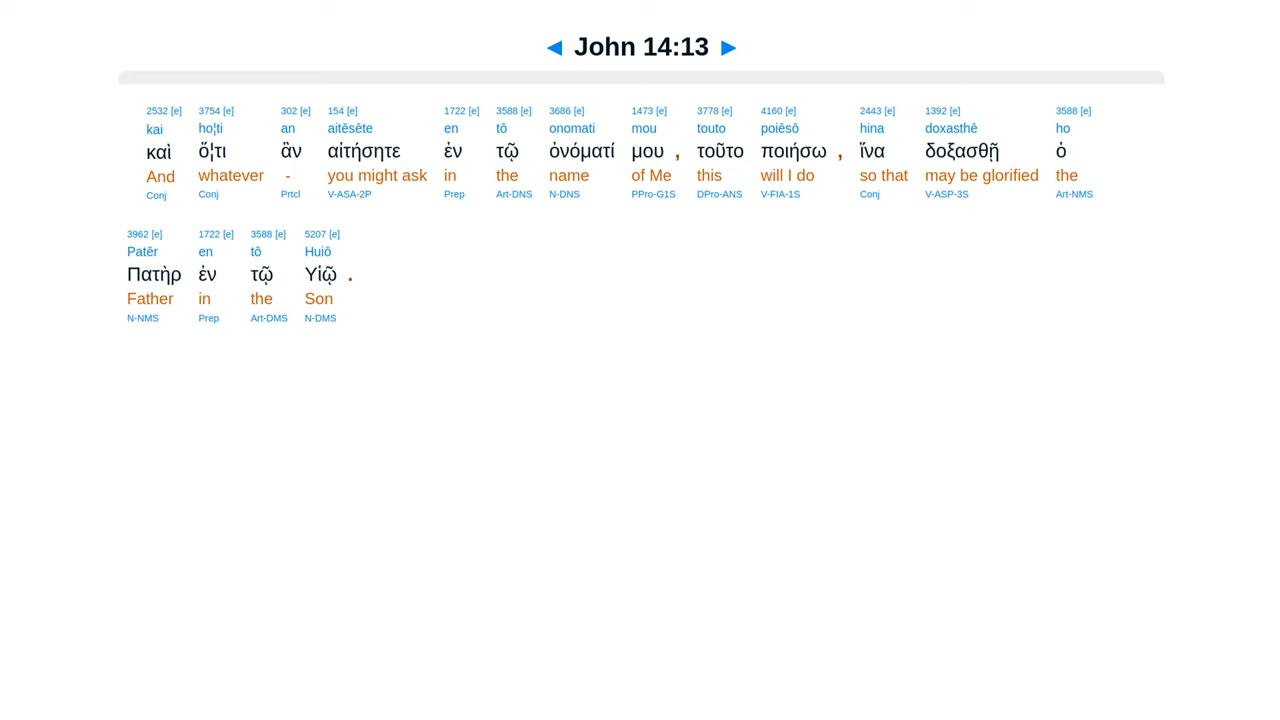 ◄ John 14:13 ►
2532 [e] 3754 [e] 302 [e] 154 [e] 1722 [e] 3588 [e] 3686 [e] 1473 [e] 3778 [e] 4160 [e] 2443 [e] 1392 [e] 3588 [e]
kai ho¦ti an aitēsēte en tō onomati mou touto poiēsō hina doxasthē ho
καὶ ὅ¦τι ἂν αἰτήσητε ἐν τῷ ὀνόματί μου , τοῦτο ποιήσω , ἵνα δοξασθῇ ὁ
And whatever - you might ask in the name of Me this will I do so that may be glorified the
Conj Conj Prtcl V-ASA-2P Prep Art-DNS N-DNS PPro-G1S DPro-ANS V-FIA-1S Conj V-ASP-3S Art-NMS
3962 [e] 1722 [e] 3588 [e] 5207 [e]
Patēr en tō Huiō
Πατὴρ ἐν τῷ Υἱῷ .
Father in the Son
N-NMS Prep Art-DMS N-DMS